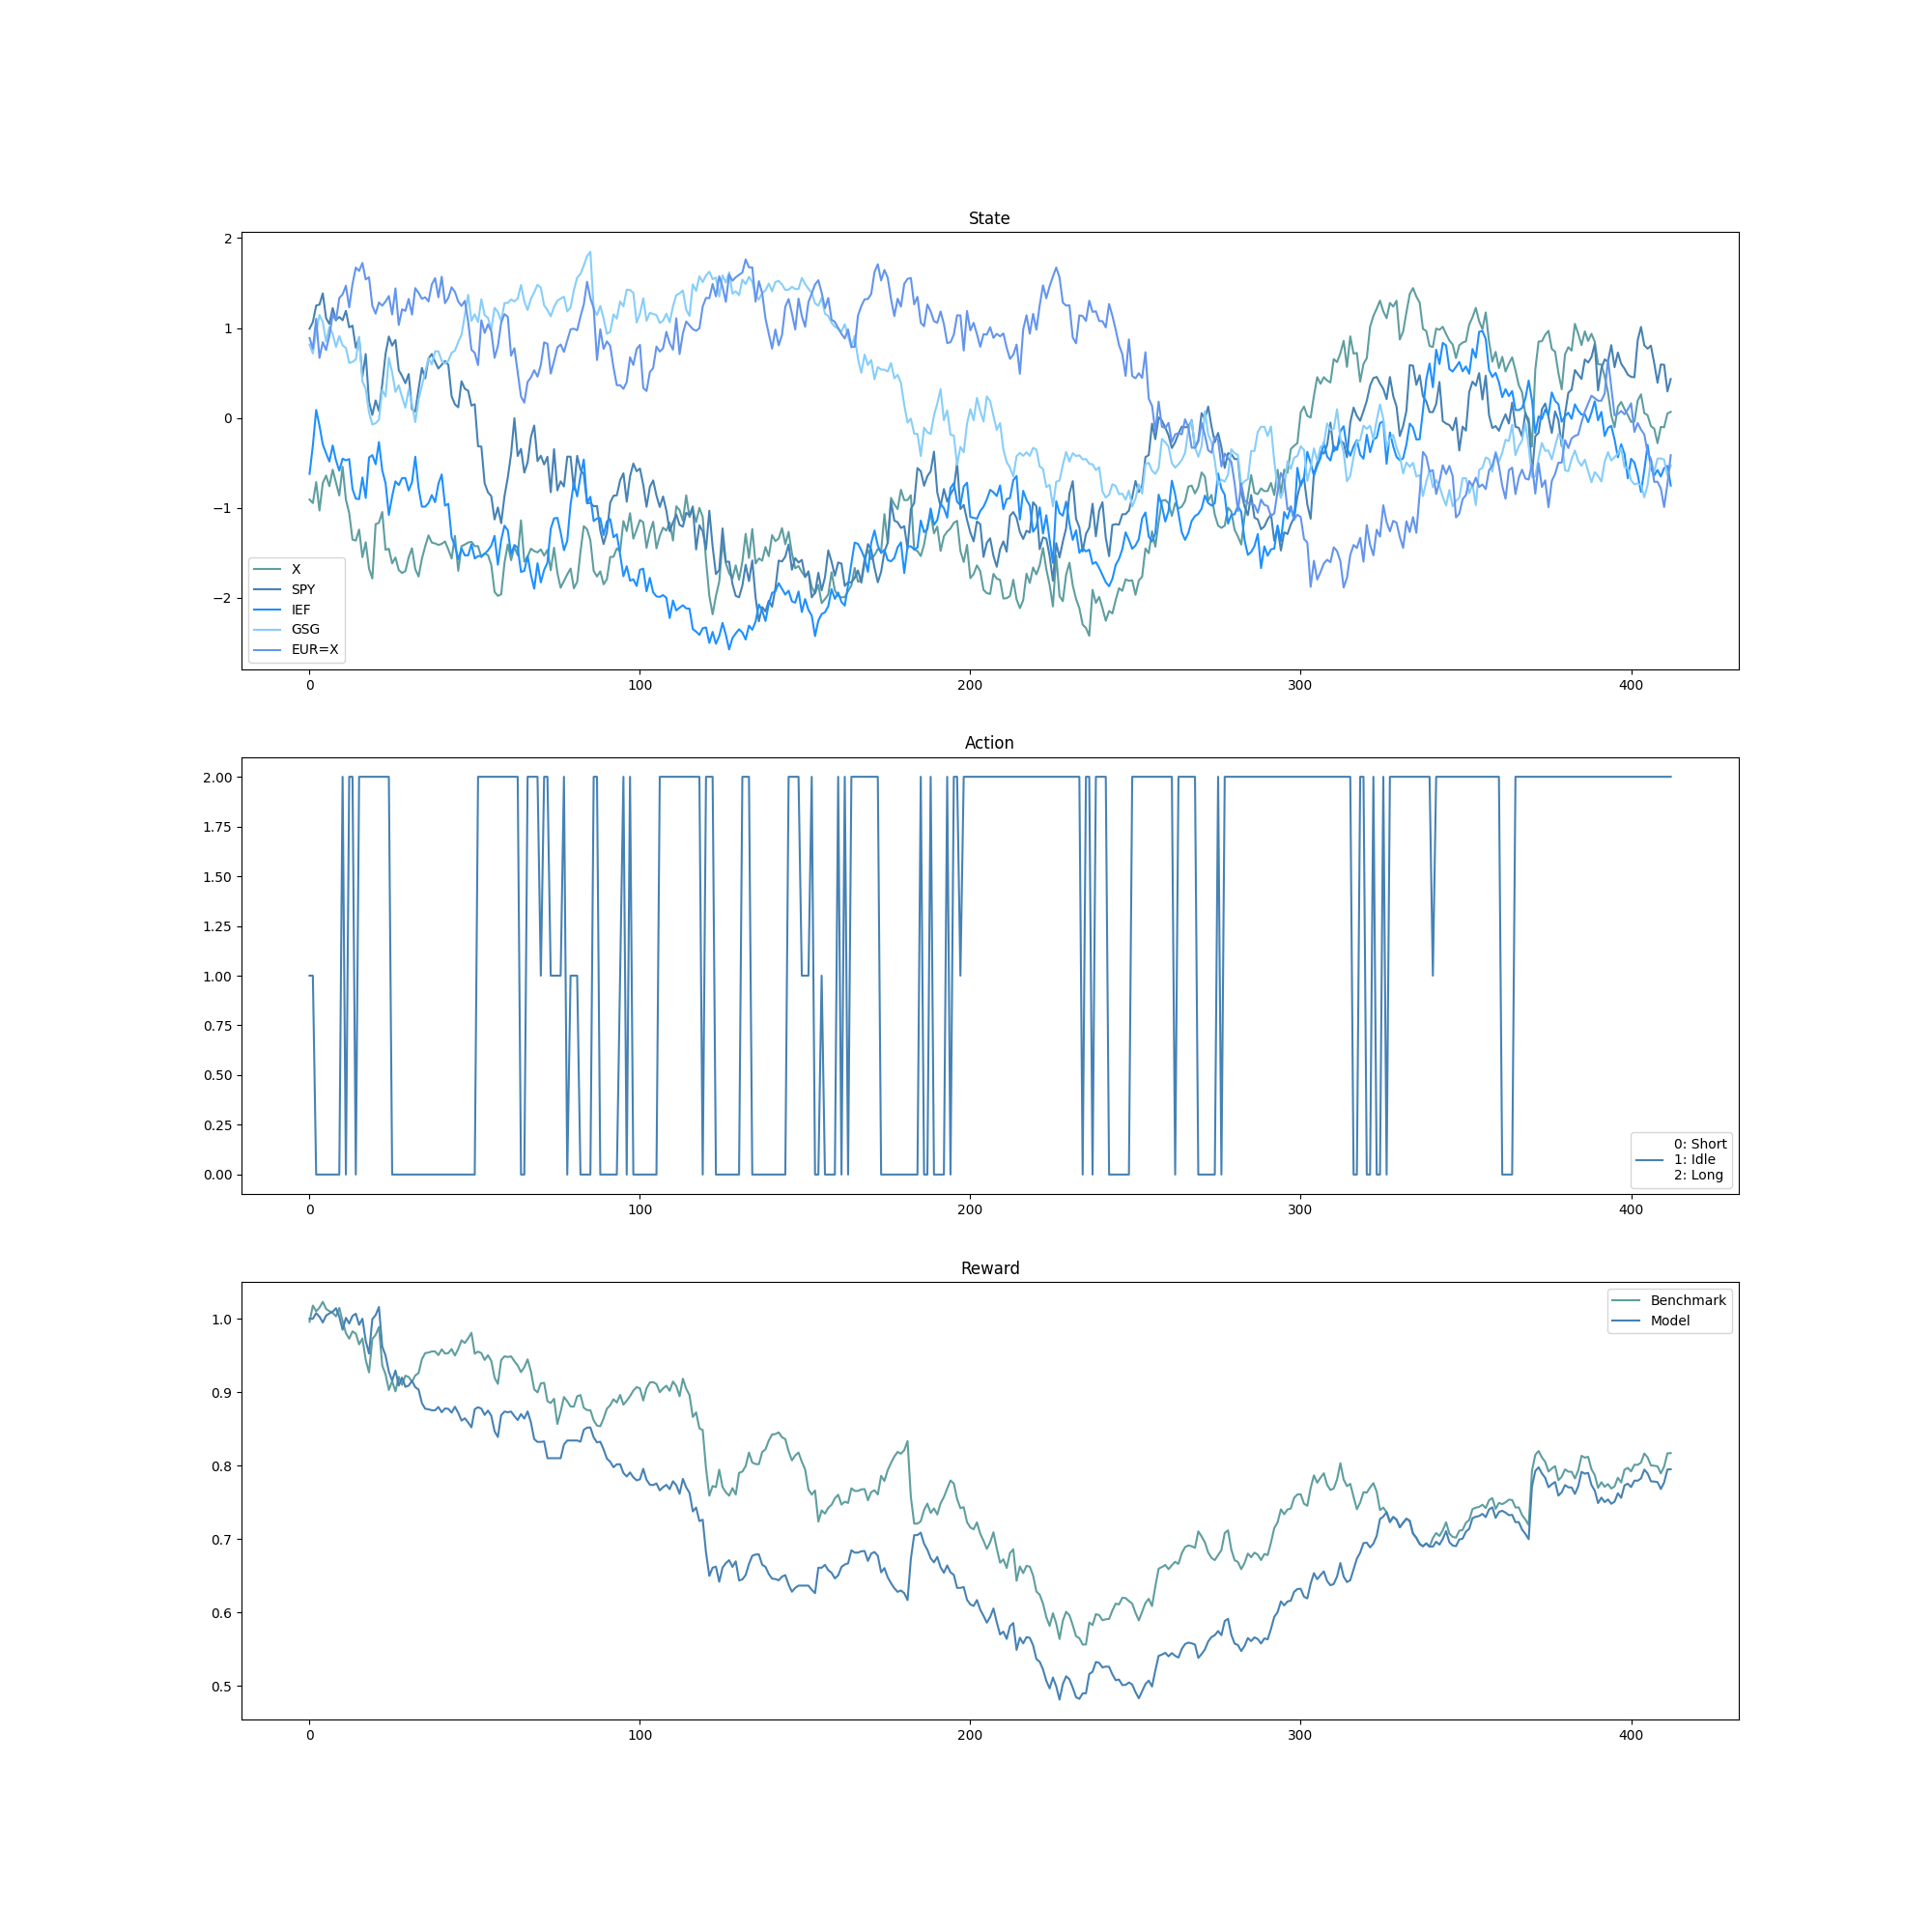 State
2
1
0
−1
−2
X
SPY
IEF
GSG
EUR=X
0 100 200 300 400
Action
2.00
1.75
1.50
1.25
1.00
0.75
0.50
0.25
0.00
0: Short
1: Idle
2: Long
0 100 200 300 400
Reward
1.0
0.9
0.8
0.7
0.6
0.5
Benchmark
Model
0 100 200 300 400